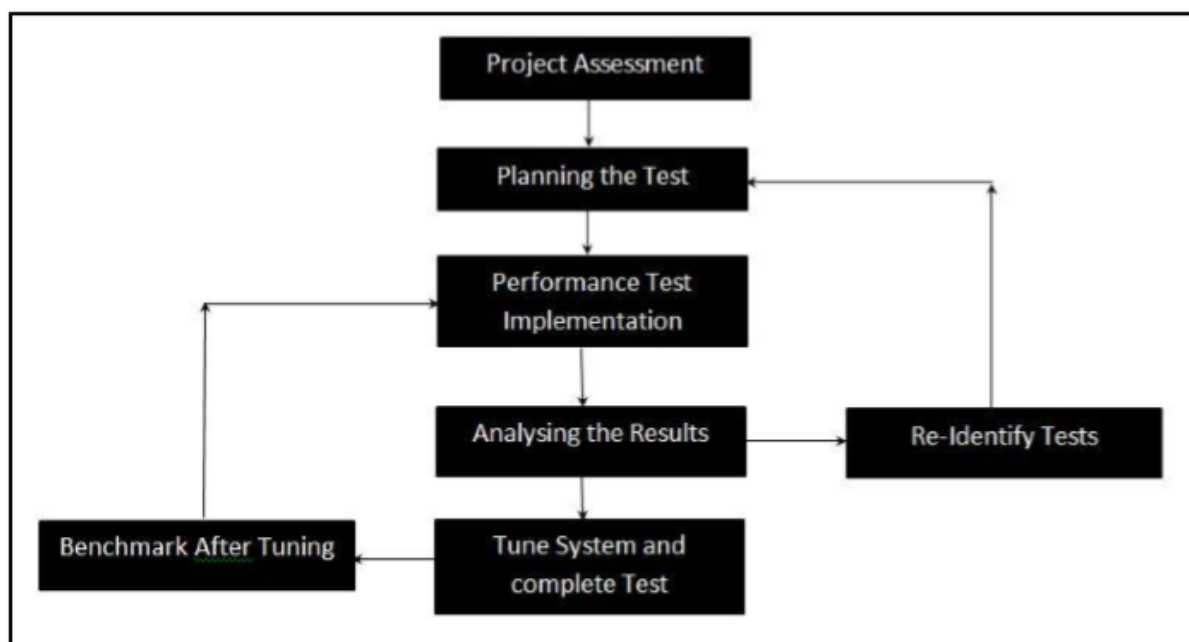 Project Assessment
Planning the Test
Performance Test
Implementation
Analysing the Results
Re-Identify Tests
Benchmark After Tuning
Tune System and
complete Test